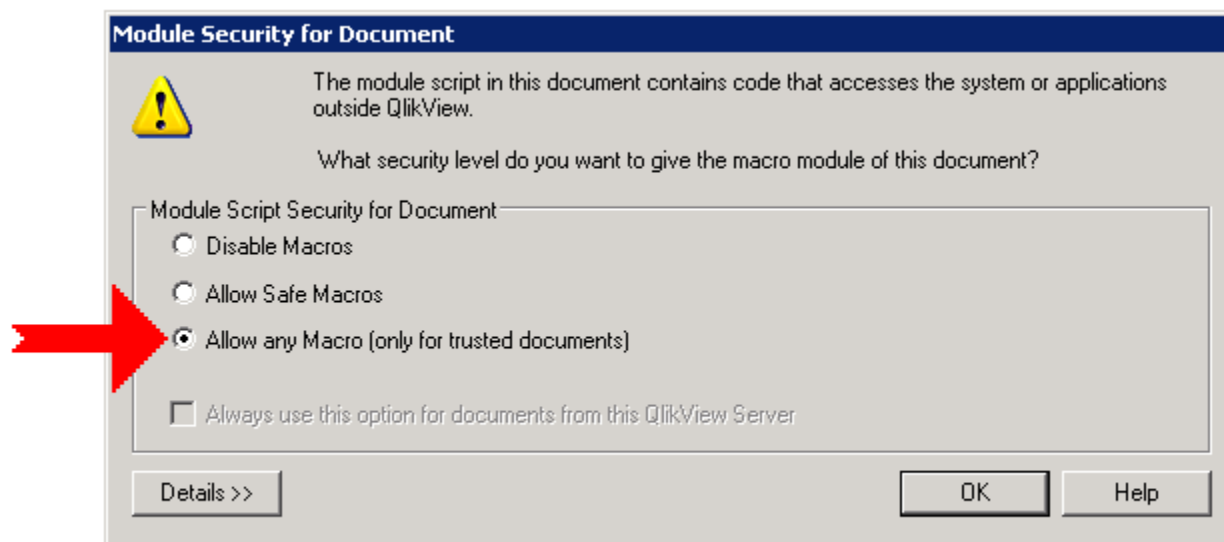 Module Security for Document
The module script in this document contains code that accesses the system or applications
outside QlikView.
What security level do you want to give the macro module of this document?
Module Script Security for Document
Disable Macros
Allow Safe Macros
Allow any Macro (only for trusted documents)
Always use this option for documents from this QlikView Server
Details >>
OK
Help